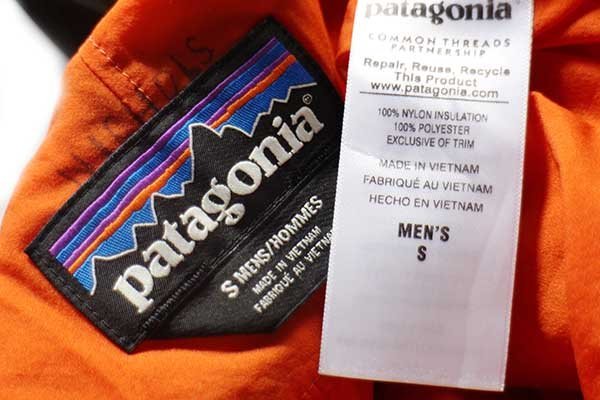 patagonia®
S MENS/HOMMES
MADE IN VIETNAM
FABRIQUÉ AU VIETNA
patagonia®
COMMON THREADS
PARTNERSHIP
Repair, Reuse, Recycle
This Product
www.patagonia.com
100% NYLON INSULATION
100% POLYESTER
EXCLUSIVE OF TRIM
MADE IN VIETNAM
FABRIQUÉ AU VIETNAM
HECHO EN VIETNAM
MEN'S
S